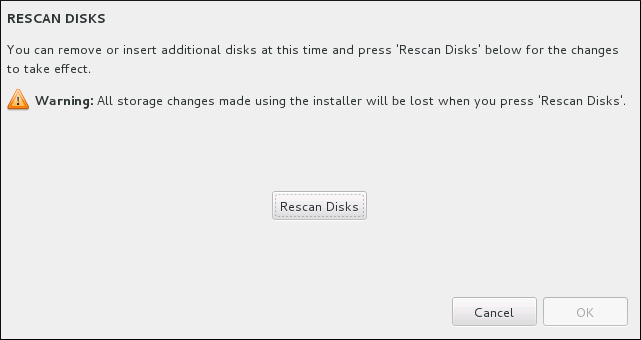 RESCAN DISKS
You can remove or insert additional disks at this time and press 'Rescan Disks' below for the changes
to take effect.
Warning: All storage changes made using the installer will be lost when you press 'Rescan Disks'.
Rescan Disks
Cancel
OK